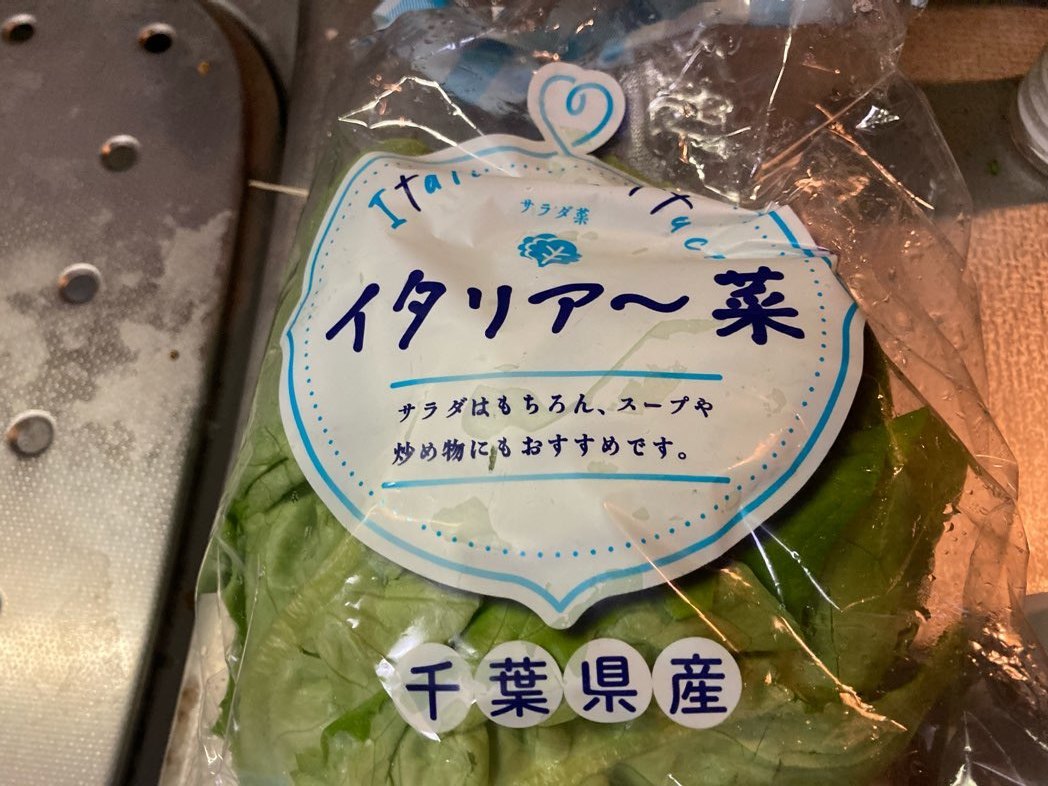 サラダ菜
イタリア〜菜
サラダはもちろん、スープや
炒め物にもおすすめです。
千葉県産